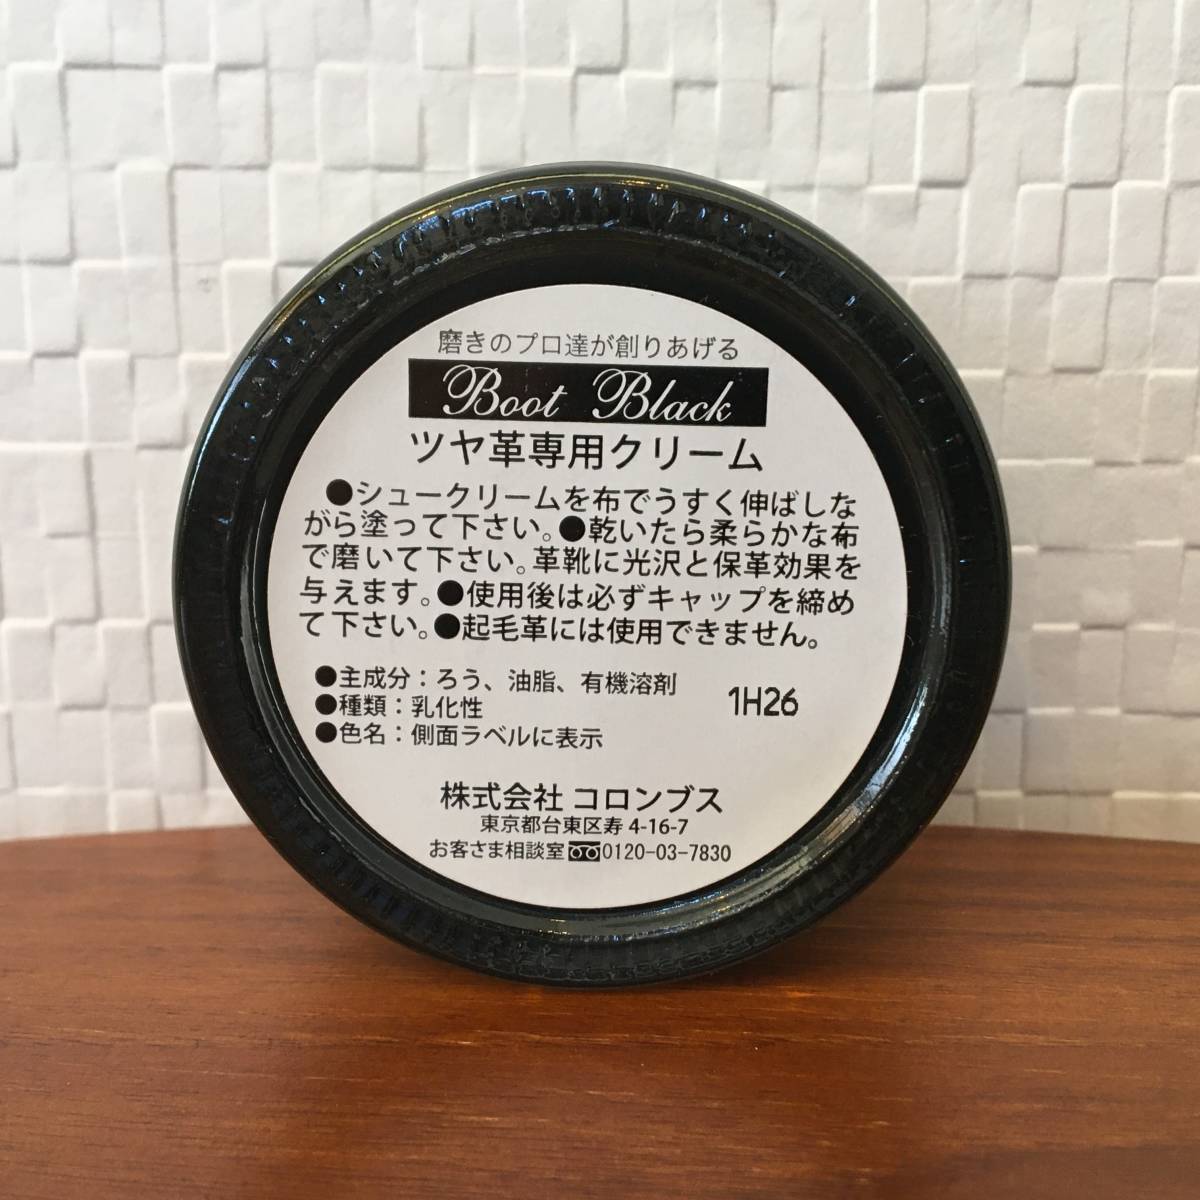 磨きのプロ達が創りあげる
Boot Black
ツヤ革専用クリーム
●シュークリームを布でうすく伸ばしな
がら塗って下さい。●乾いたら柔らかな布
で磨いて下さい。革靴に光沢と保革効果を
与えます。●使用後は必ずキャップを締め
て下さい。●起毛革には使用できません。
●主成分：ろう、油脂、有機溶剤
●種類：乳化性
1H26
●色名：側面ラベルに表示
株式会社 コロンブス
東京都台東区寿 4-16-7
お客さま相談室 0120-03-7830